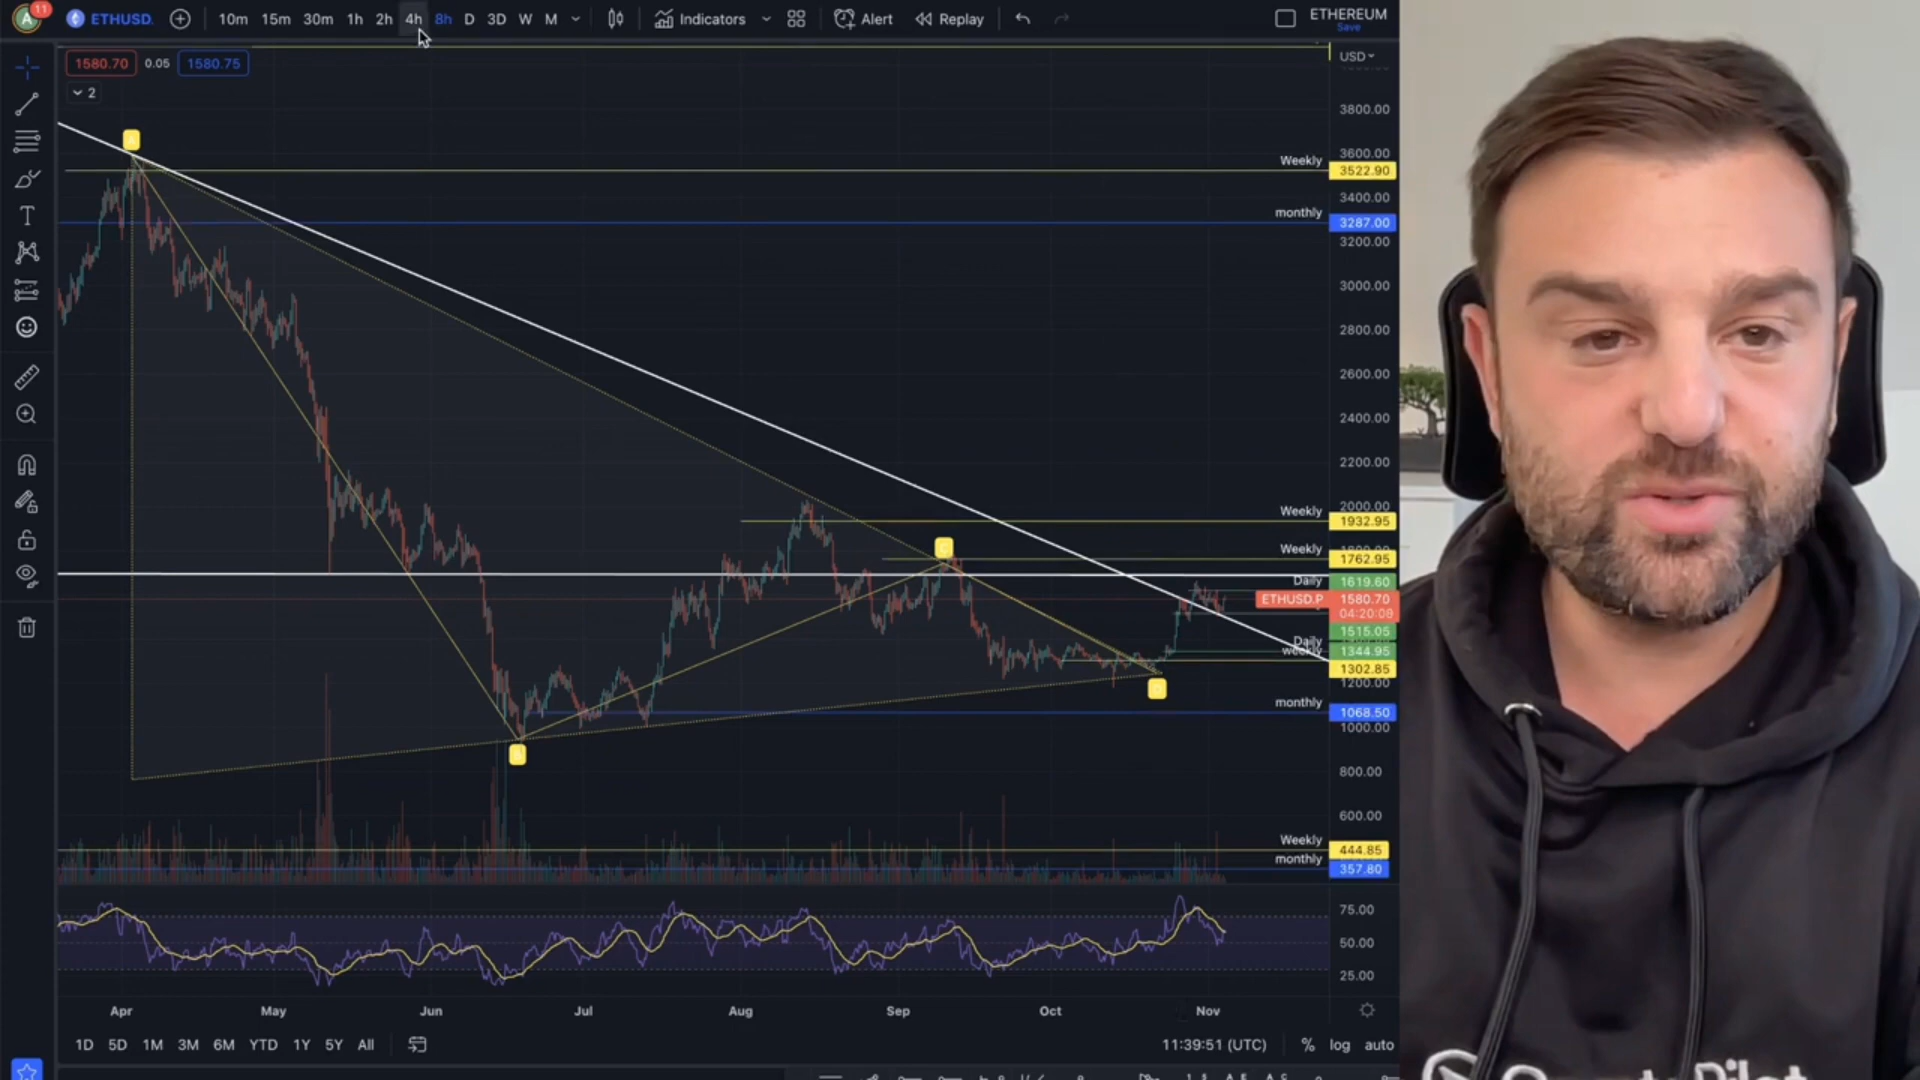 A 11 ETHUSD. 10m 15m 30m 1h 2h 4h 8h D 3D W M Indicators Alert Replay ETHEREUM
Save
1580.70 0.05 1580.75
USD
2
3800.00
3600.00
Weekly 3522.90
3400.00
monthly 3287.00
3200.00
3000.00
2800.00
2600.00
2400.00
2200.00
2000.00
Weekly 1932.95
C
Weekly 1762.95
Daily 1619.60
ETHUSD.P 1580.70
04:20:08
1515.05
Daily
weekly 1344.95
1302.85
1200.00
D
monthly 1068.50
1000.00
800.00
600.00
Weekly 444.85
monthly 357.80
75.00
50.00
25.00
Apr May Jun Jul Aug Sep Oct Nov
1D 5D 1M 3M 6M YTD 1Y 5Y All 11:39:51 (UTC) % log auto